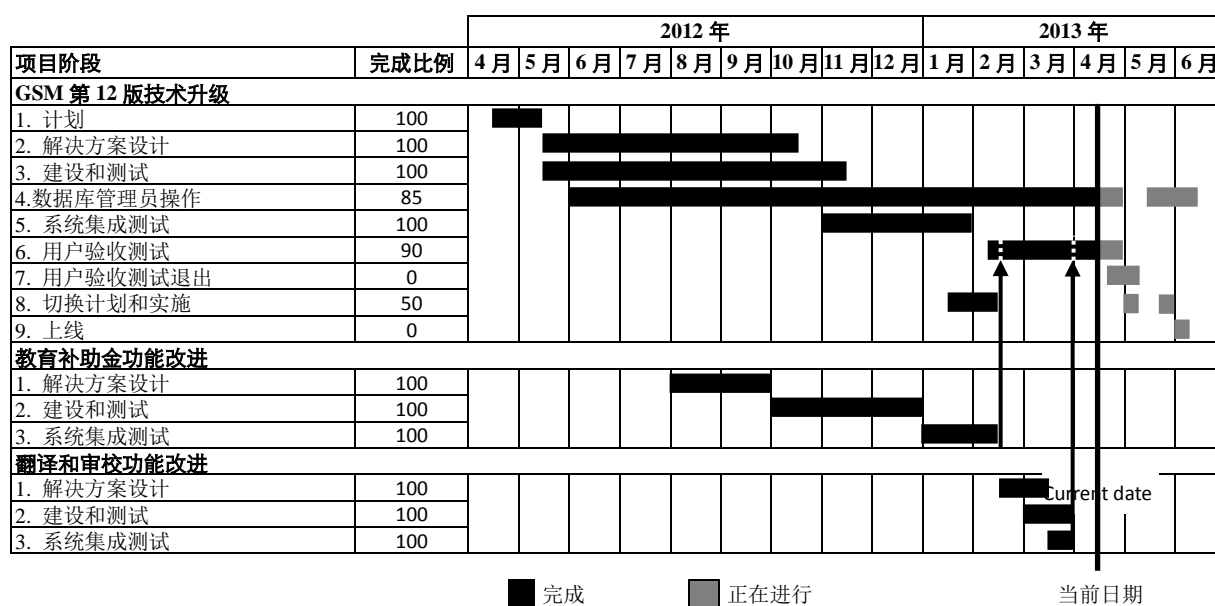 2012 年 2013 年
项目阶段 完成比例 4 月 5 月 6 月 7 月 8 月 9 月 10 月 11 月 12 月 1 月 2 月 3 月 4 月 5 月 6 月
GSM 第 12 版技术升级
1. 计划 100
2. 解决方案设计 100
3. 建设和测试 100
4.数据库管理员操作 85
5. 系统集成测试 100
6. 用户验收测试 90
7. 用户验收测试退出 0
8. 切换计划和实施 50
9. 上线 0
教育补助金功能改进
1. 解决方案设计 100
2. 建设和测试 100
3. 系统集成测试 100
翻译和审校功能改进
1. 解决方案设计 100
Current date
2. 建设和测试 100
3. 系统集成测试 100
完成 正在进行 当前日期